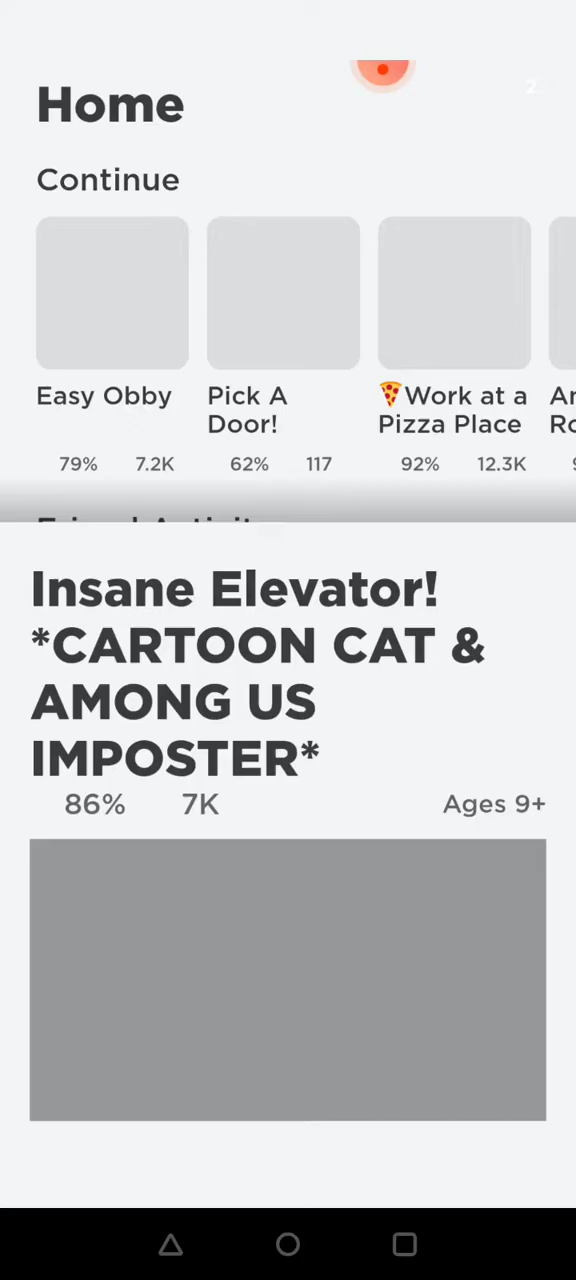 2
Home
Continue
Easy Obby
Pick A
Door!
🍕Work at a
Pizza Place
79% 7.2K
62% 117
92% 12.3K
Insane Elevator!
*CARTOON CAT &
AMONG US
IMPOSTER*
86% 7K
Ages 9+